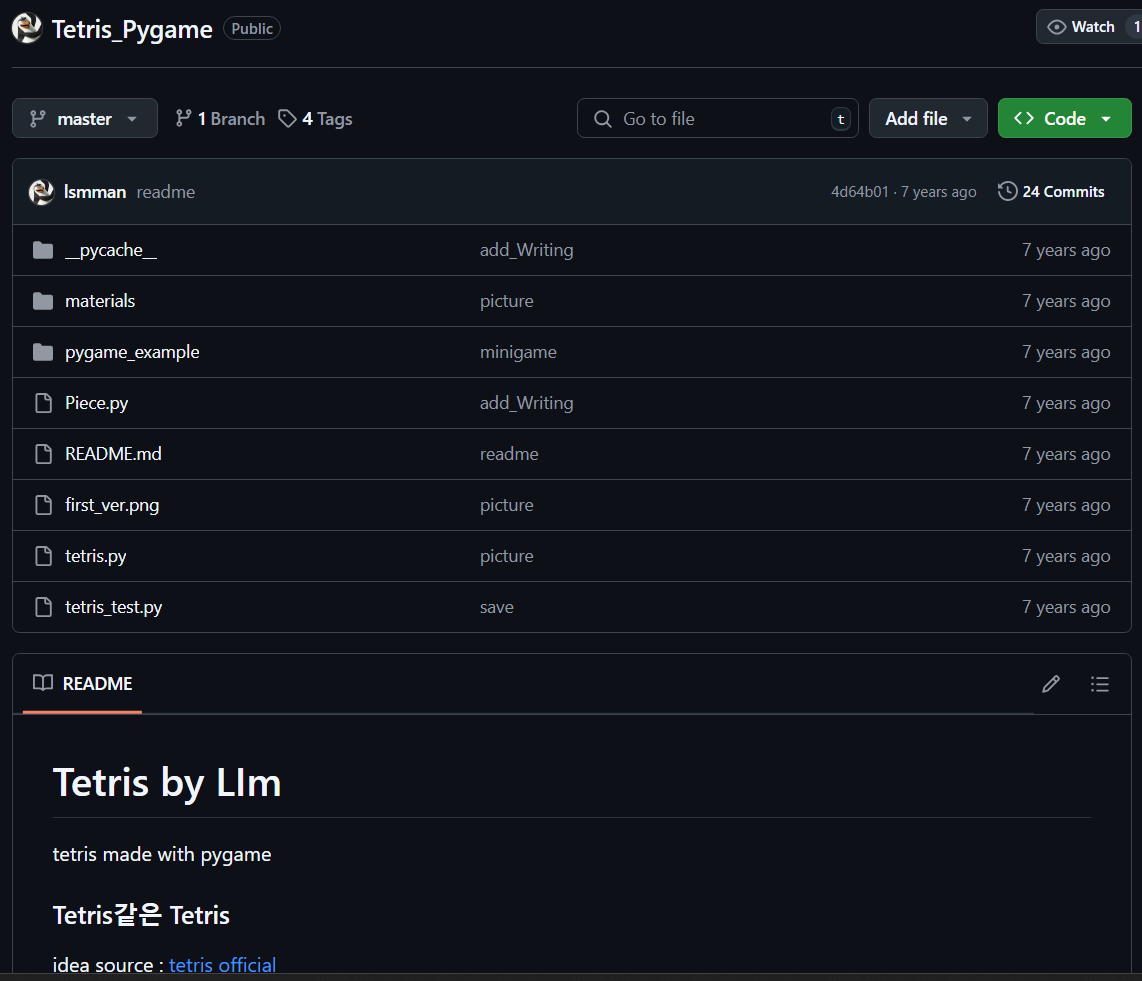 Tetris_Pygame Public Watch 1
master 1 Branch 4 Tags Go to file t Add file Code
lsmman readme 4d64b01 · 7 years ago 24 Commits
__pycache__ add_Writing 7 years ago
materials picture 7 years ago
pygame_example minigame 7 years ago
Piece.py add_Writing 7 years ago
README.md readme 7 years ago
first_ver.png picture 7 years ago
tetris.py picture 7 years ago
tetris_test.py save 7 years ago
README
Tetris by LIm
tetris made with pygame
Tetris같은 Tetris
idea source : tetris official